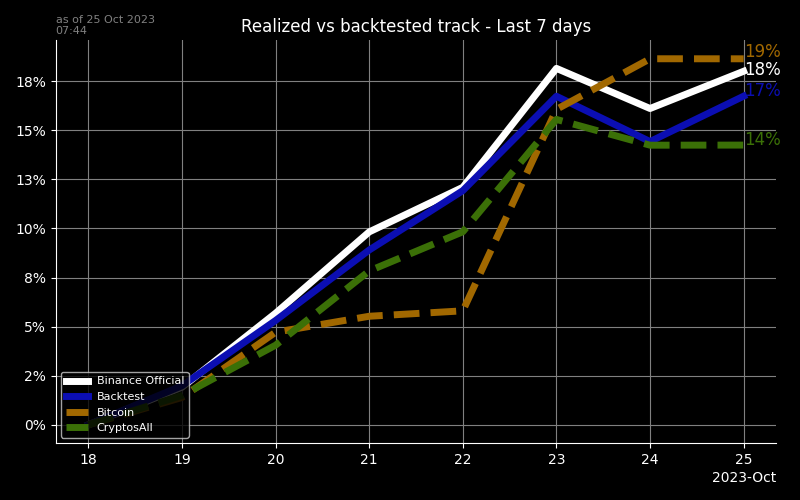 as of 25 Oct 2023
07:44
Realized vs backtested track - Last 7 days
19%
18%
17%
14%
18%
15%
13%
10%
8%
5%
2%
0%
Binance Official
Backtest
Bitcoin
CryptosAll
18 19 20 21 22 23 24 25
2023-Oct